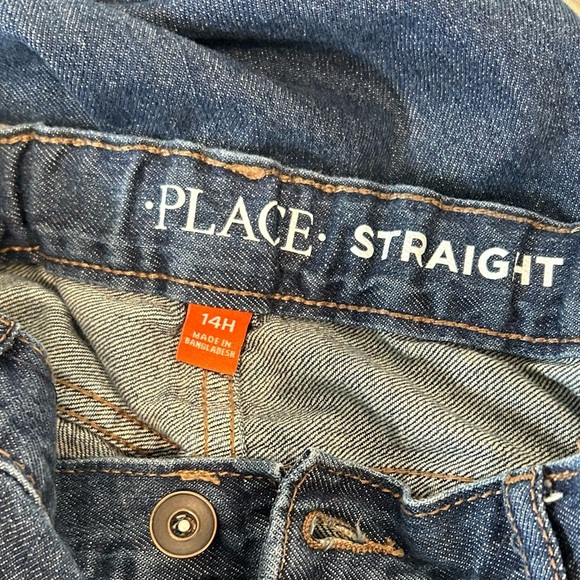 ·PLACE· STRAIGHT
14H
MADE IN
BANGLADESH